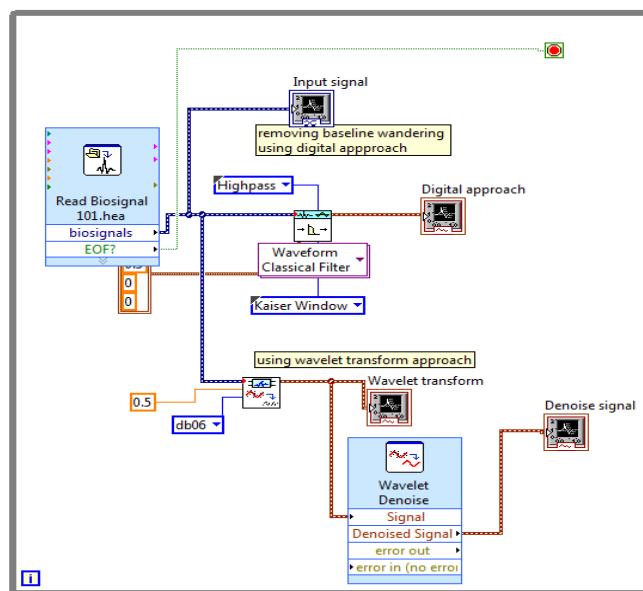 Input signal
removing baseline wandering
using digital appproach
Read Biosignal
101.hea
biosignals
EOF?
Highpass
Digital approach
Waveform
Classical Filter
0
0
Kaiser Window
using wavelet transform approach
Wavelet transform
0.5
db06
Denoise signal
Wavelet
Denoise
Signal
Denoised Signal
error out
error in (no erro
i